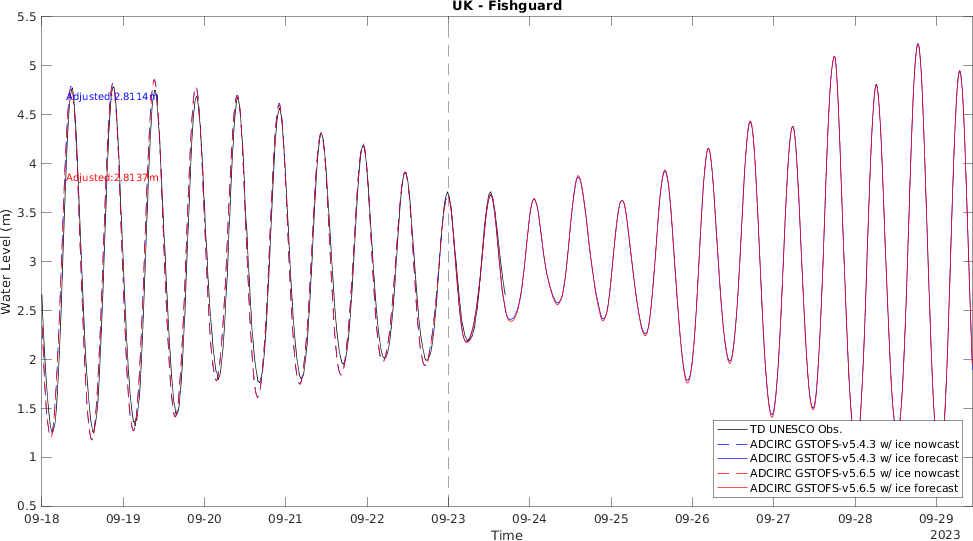 UK - Fishguard
5.5
5
4.5
4
3.5
3
2.5
2
1.5
1
0.5
Water Level (m)
Adjusted:2.8114m
Adjusted:2.8137m
TD UNESCO Obs.
ADCIRC GSTOFS-v5.4.3 w/ ice nowcast
ADCIRC GSTOFS-v5.4.3 w/ ice forecast
ADCIRC GSTOFS-v5.6.5 w/ ice nowcast
ADCIRC GSTOFS-v5.6.5 w/ ice forecast
09-18 09-19 09-20 09-21 09-22 09-23 09-24 09-25 09-26 09-27 09-28 09-29
2023
Time